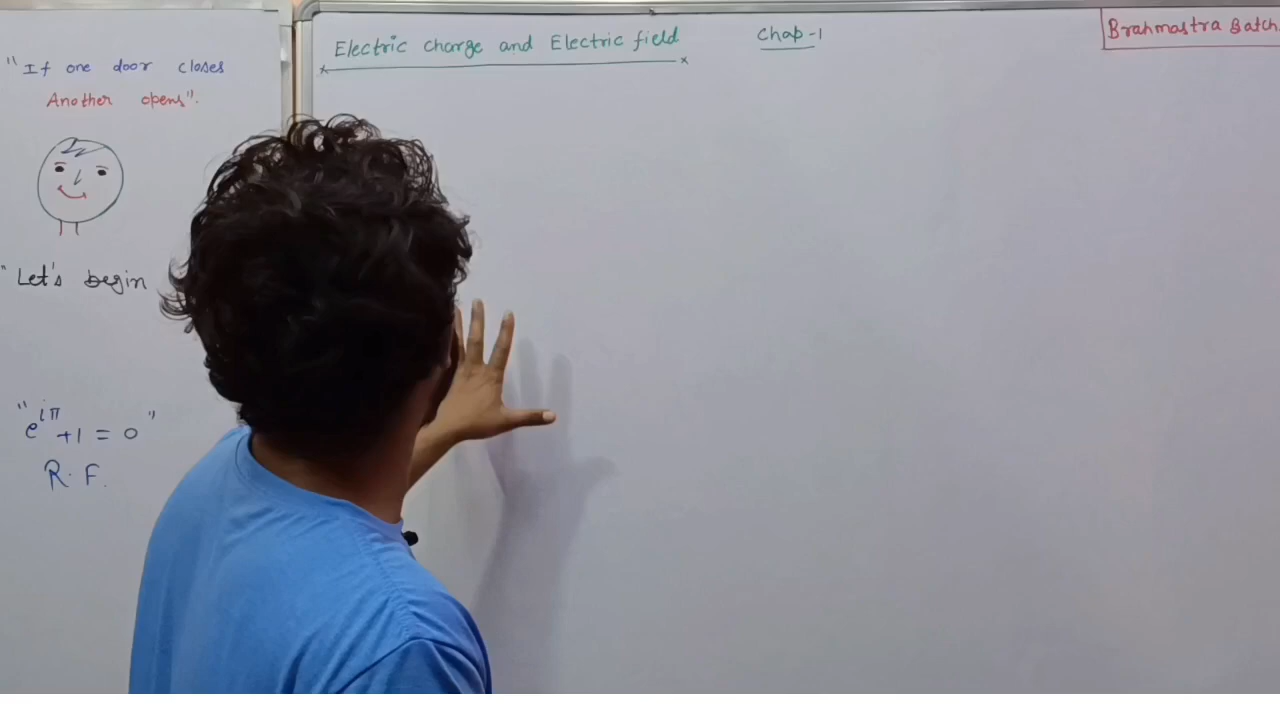 "If one door closes
Another opens".
"Let's begin
"e^iπ +1 = 0"
R. F.
Electric charge and Electric field
Chap-1
Brahmastra Batch